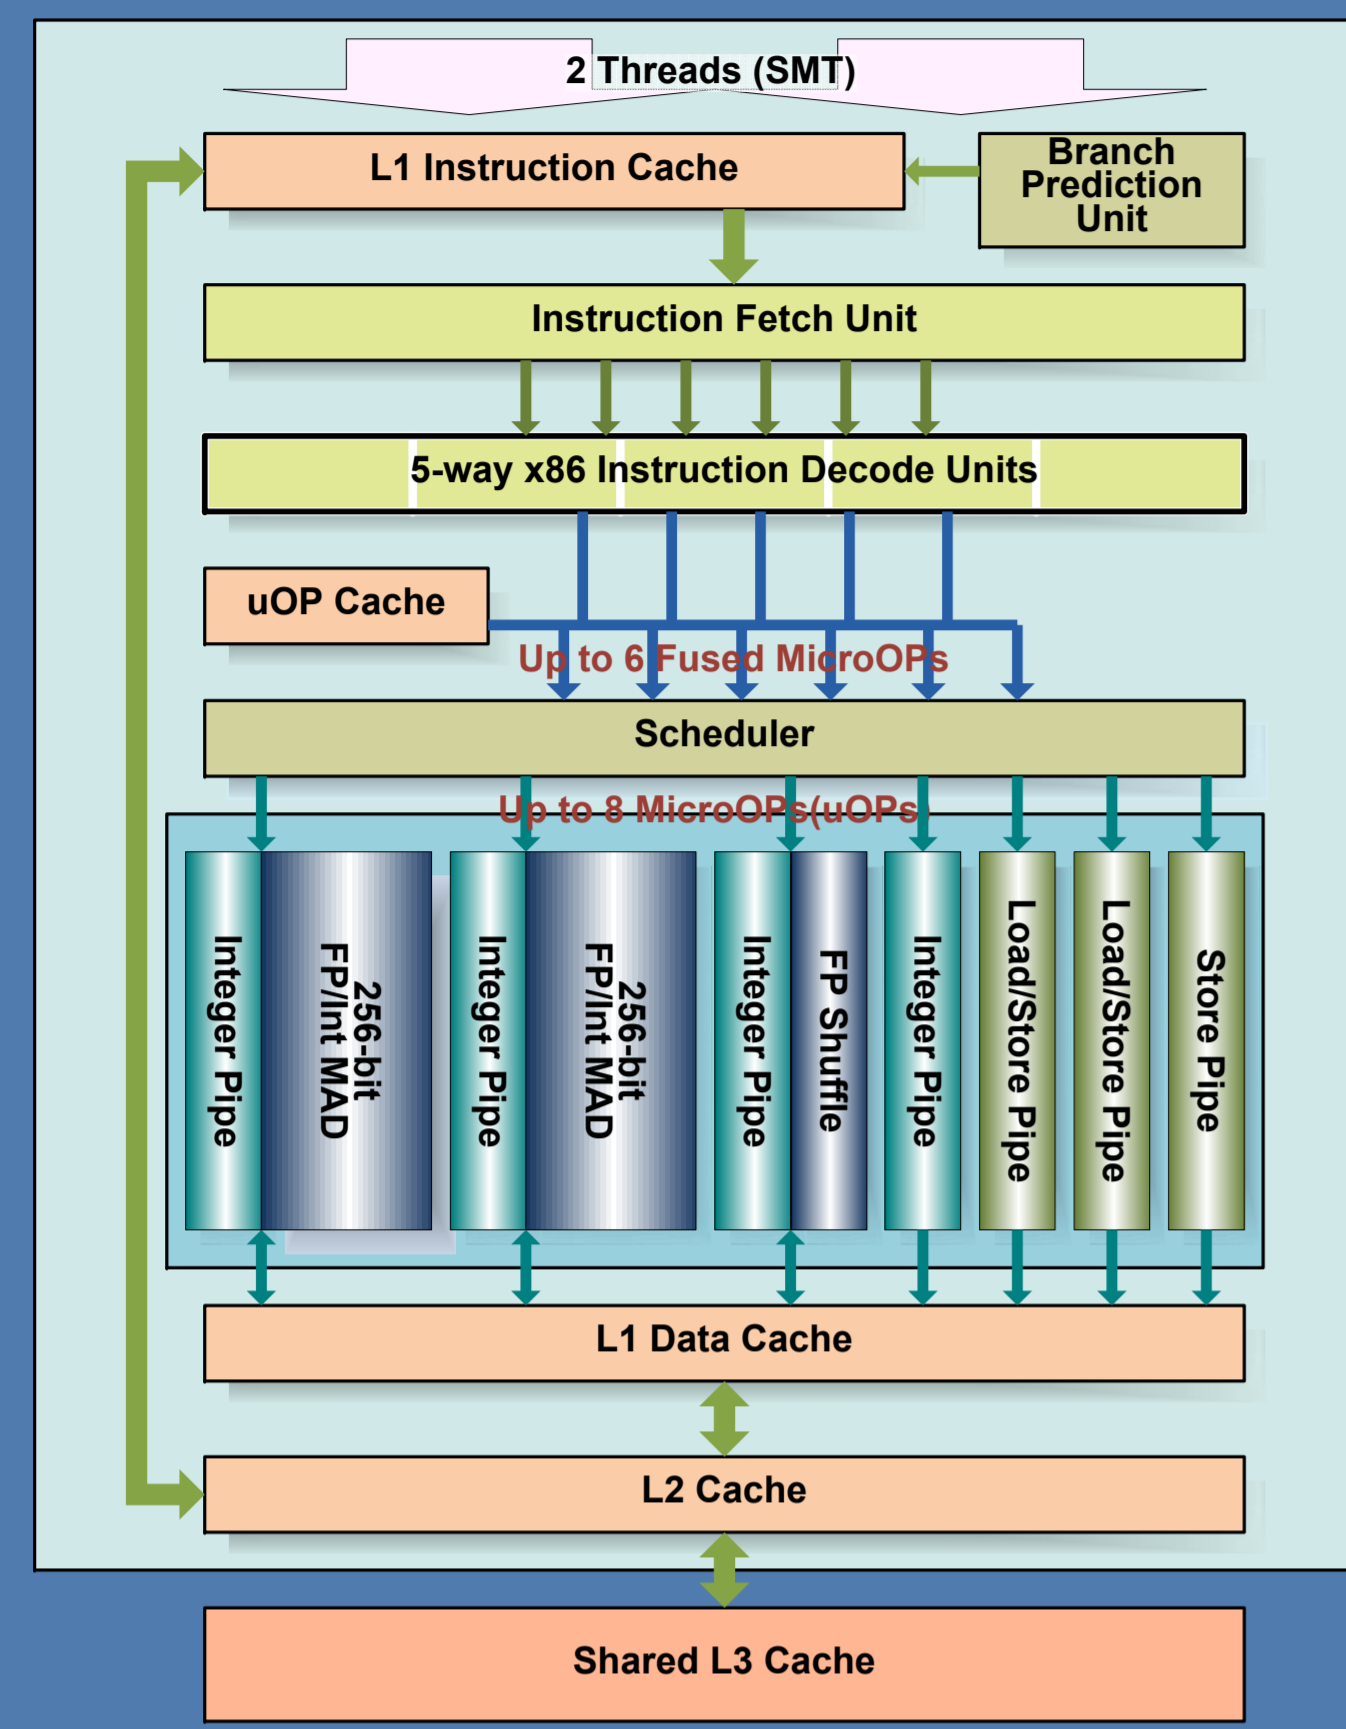 2 Threads (SMT)
L1 Instruction Cache
Branch
Prediction
Unit
Instruction Fetch Unit
5-way x86 Instruction Decode Units
uOP Cache
Up to 6 Fused MicroOPs
Scheduler
Up to 8 MicroOPs(uOPs)
Integer Pipe
256-bit
FP/Int MAD
Integer Pipe
256-bit
FP/Int MAD
Integer Pipe
FP Shuffle
Integer Pipe
Load/Store Pipe
Load/Store Pipe
Store Pipe
L1 Data Cache
L2 Cache
Shared L3 Cache